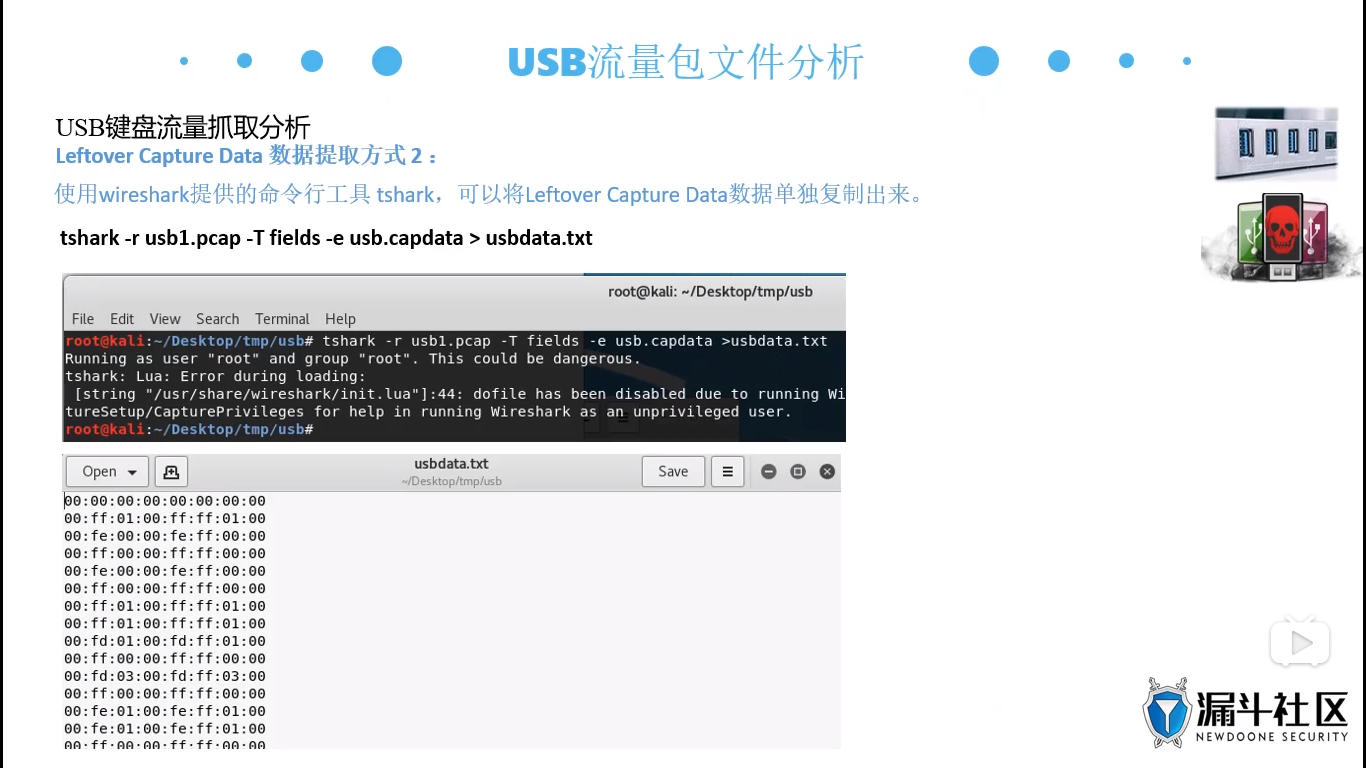 USB流量包文件分析
USB键盘流量抓取分析
Leftover Capture Data 数据提取方式 2 ：
使用wireshark提供的命令行工具 tshark，可以将Leftover Capture Data数据单独复制出来。
tshark -r usb1.pcap -T fields -e usb.capdata > usbdata.txt
root@kali: ~/Desktop/tmp/usb
File Edit View Search Terminal Help
root@kali:~/Desktop/tmp/usb# tshark -r usb1.pcap -T fields -e usb.capdata >usbdata.txt
Running as user "root" and group "root". This could be dangerous.
tshark: Lua: Error during loading:
[string "/usr/share/wireshark/init.lua"]:44: dofile has been disabled due to running Wi
tureSetup/CapturePrivileges for help in running Wireshark as an unprivileged user.
root@kali:~/Desktop/tmp/usb#
Open usbdata.txt Save
~/Desktop/tmp/usb
00:00:00:00:00:00:00:00
00:ff:01:00:ff:ff:01:00
00:fe:00:00:fe:ff:00:00
00:ff:00:00:ff:ff:00:00
00:fe:00:00:fe:ff:00:00
00:ff:00:00:ff:ff:00:00
00:ff:01:00:ff:ff:01:00
00:ff:01:00:ff:ff:01:00
00:fd:01:00:fd:ff:01:00
00:ff:00:00:ff:ff:00:00
00:fd:03:00:fd:ff:03:00
00:ff:00:00:ff:ff:00:00
00:fe:01:00:fe:ff:01:00
00:fe:01:00:fe:ff:01:00
00:ff:00:00:ff:ff:00:00
漏斗社区
NEWDOONE SECURITY